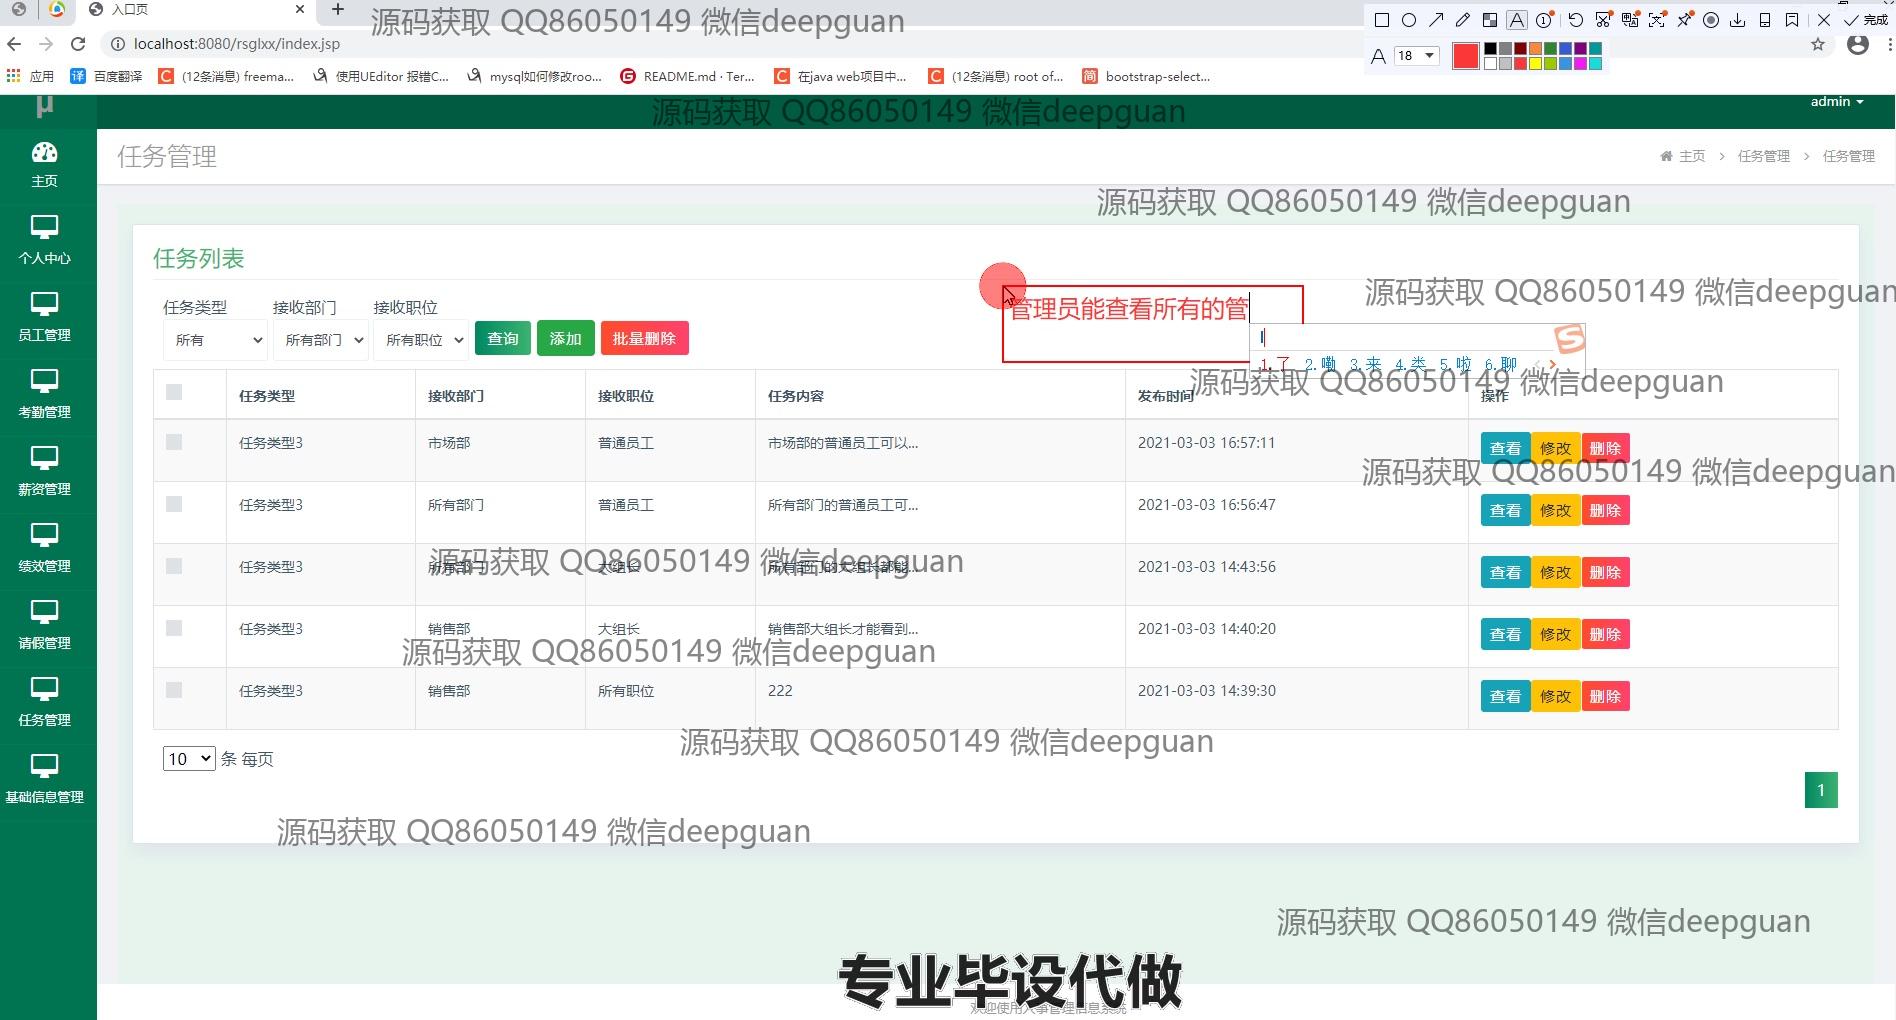 入口页
源码获取 QQ86050149 微信deepguan
18
完成
localhost:8080/rsglxx/index.jsp
应用
百度翻译
(12条消息) freema...
使用UEditor 报错C...
mysql如何修改roo...
README.md · Ter...
在java web项目中...
(12条消息) root of...
bootstrap-select...
μ
源码获取 QQ86050149 微信deepguan
admin
任务管理
主页 > 任务管理 > 任务管理
主页
个人中心
员工管理
考勤管理
薪资管理
绩效管理
请假管理
任务管理
基础信息管理
源码获取 QQ86050149 微信deepguan
任务列表
源码获取 QQ86050149 微信deepguan
任务类型 接收部门 接收职位
所有 所有部门 所有职位 查询 添加 批量删除
管理员能查看所有的管
l
1.了 2.嘞 3.来 4.类 5.啦 6.聊
源码获取 QQ86050149 微信deepguan
任务类型 接收部门 接收职位 任务内容 发布时间 操作
任务类型3 市场部 普通员工 市场部的普通员工可以... 2021-03-03 16:57:11 查看 修改 删除
源码获取 QQ86050149 微信deepguan
任务类型3 所有部门 普通员工 所有部门的普通员工可... 2021-03-03 16:56:47 查看 修改 删除
源码获取 QQ86050149 微信deepguan
任务类型3 所有部门 大组长 所有部门的大组长都能... 2021-03-03 14:43:56 查看 修改 删除
任务类型3 销售部 大组长 销售部大组长才能看到... 2021-03-03 14:40:20 查看 修改 删除
源码获取 QQ86050149 微信deepguan
任务类型3 销售部 所有职位 222 2021-03-03 14:39:30 查看 修改 删除
源码获取 QQ86050149 微信deepguan
10 条 每页
1
源码获取 QQ86050149 微信deepguan
源码获取 QQ86050149 微信deepguan
专业毕设代做
欢迎使用人事管理信息系统